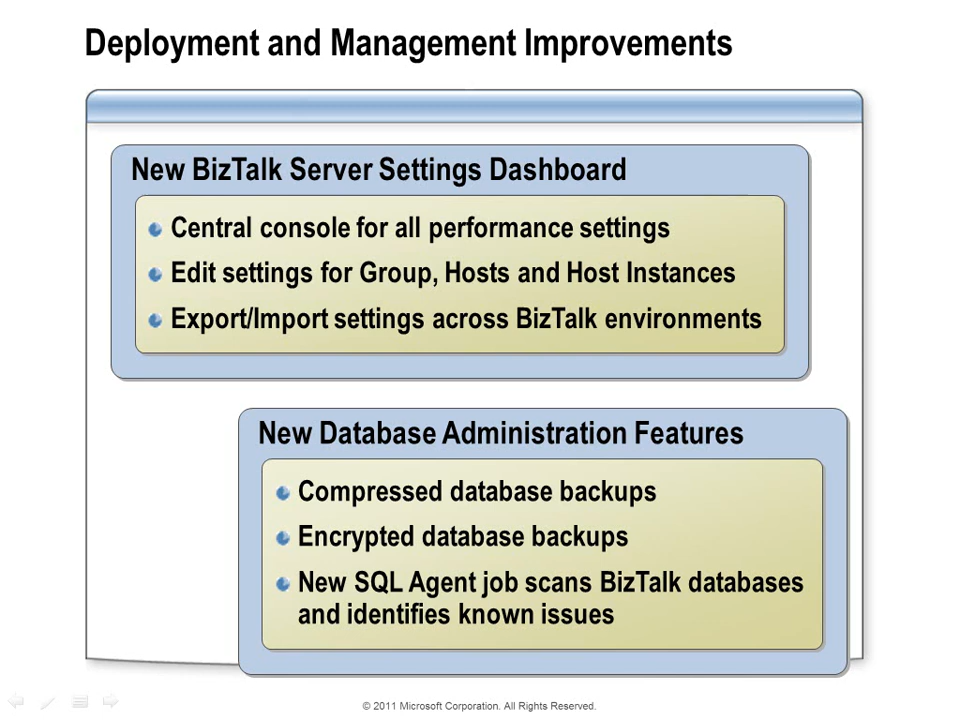 Deployment and Management Improvements
New BizTalk Server Settings Dashboard
Central console for all performance settings
Edit settings for Group, Hosts and Host Instances
Export/Import settings across BizTalk environments
New Database Administration Features
Compressed database backups
Encrypted database backups
New SQL Agent job scans BizTalk databases
and identifies known issues
© 2011 Microsoft Corporation. All Rights Reserved.